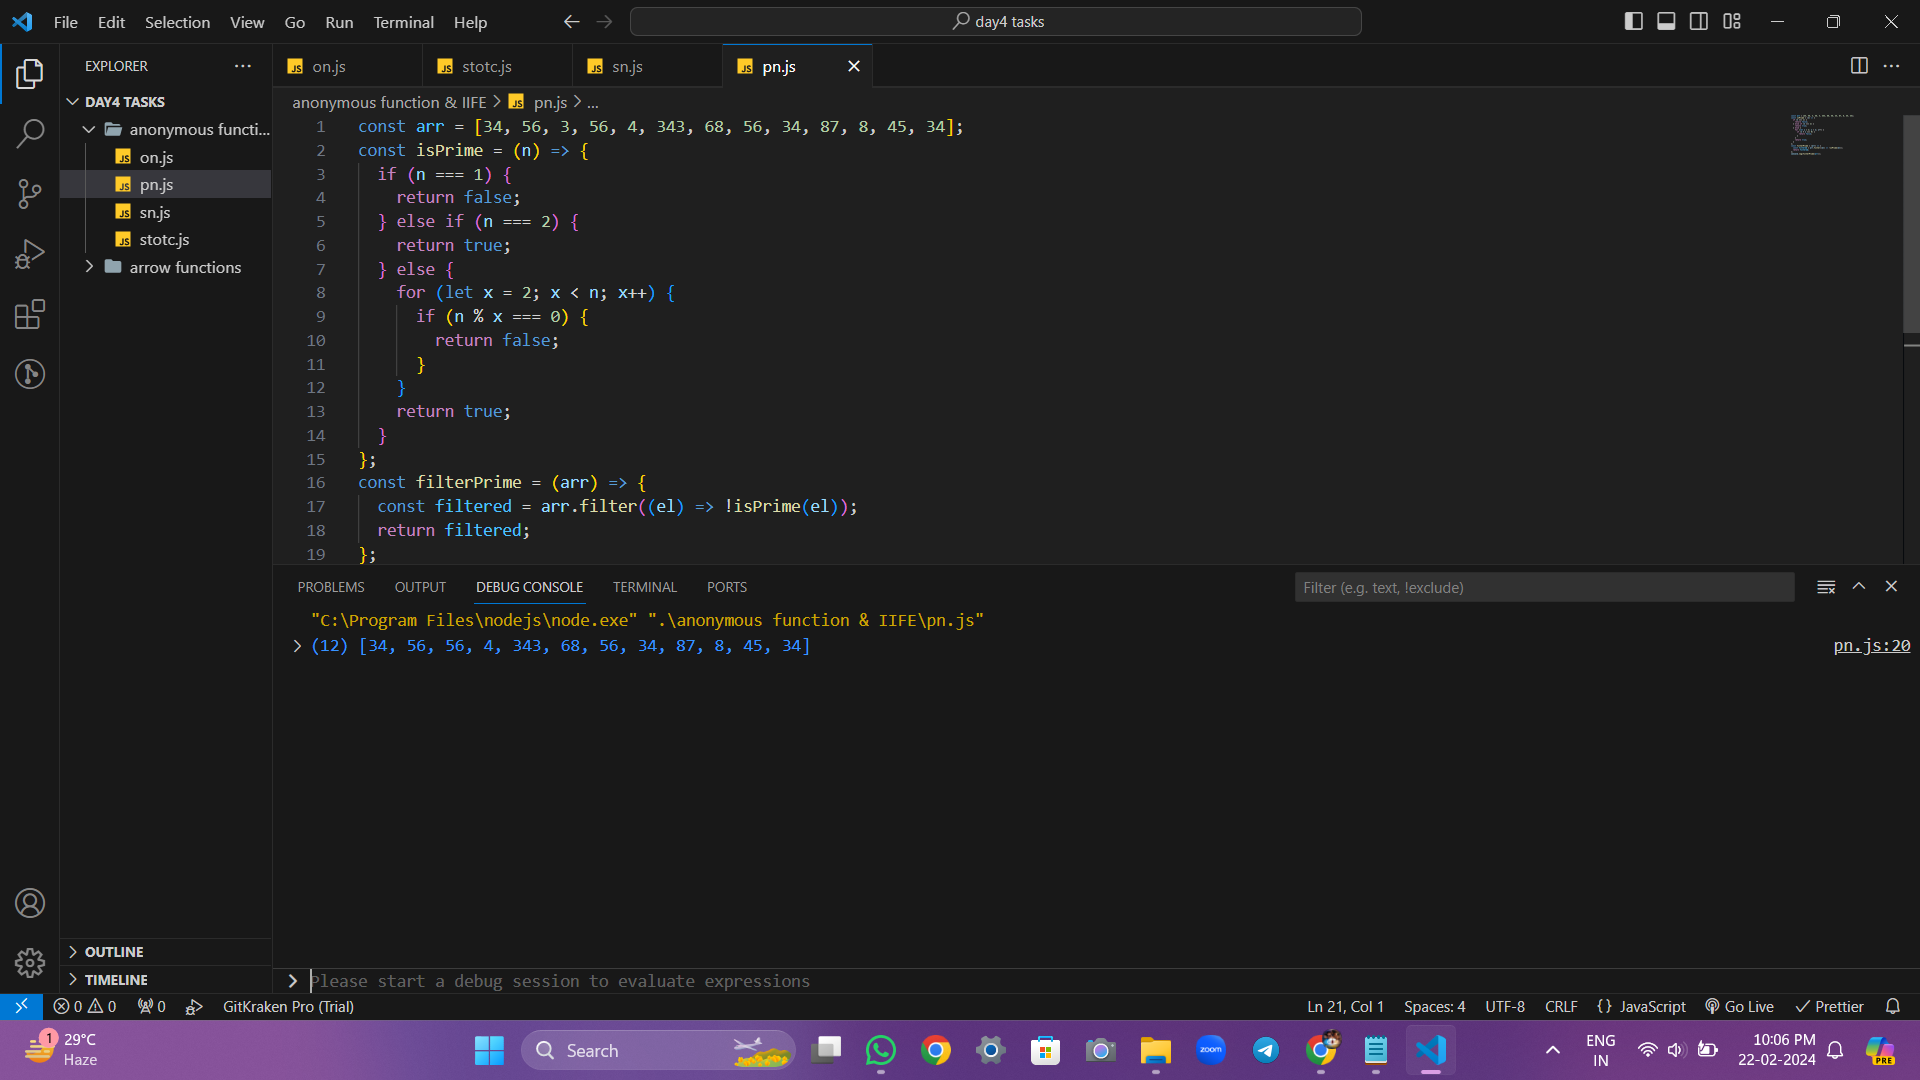 File Edit Selection View Go Run Terminal Help
day4 tasks
EXPLORER
DAY4 TASKS
anonymous functi...
on.js
pn.js
sn.js
stotc.js
arrow functions
OUTLINE
TIMELINE
on.js stotc.js sn.js pn.js
anonymous function & IIFE > pn.js > ...
1 const arr = [34, 56, 3, 56, 4, 343, 68, 56, 34, 87, 8, 45, 34];
2 const isPrime = (n) => {
3 if (n === 1) {
4 return false;
5 } else if (n === 2) {
6 return true;
7 } else {
8 for (let x = 2; x < n; x++) {
9 if (n % x === 0) {
10 return false;
11 }
12 }
13 return true;
14 }
15 };
16 const filterPrime = (arr) => {
17 const filtered = arr.filter((el) => !isPrime(el));
18 return filtered;
19 };
PROBLEMS OUTPUT DEBUG CONSOLE TERMINAL PORTS Filter (e.g. text, !exclude)
"C:\Program Files\nodejs\node.exe" ".\anonymous function & IIFE\pn.js"
> (12) [34, 56, 56, 4, 343, 68, 56, 34, 87, 8, 45, 34] pn.js:20
> Please start a debug session to evaluate expressions
0 0 0 GitKraken Pro (Trial) Ln 21, Col 1 Spaces: 4 UTF-8 CRLF {} JavaScript Go Live Prettier
1 29°C
Haze
Search
zoom
ENG
IN
10:06 PM
22-02-2024
PRE